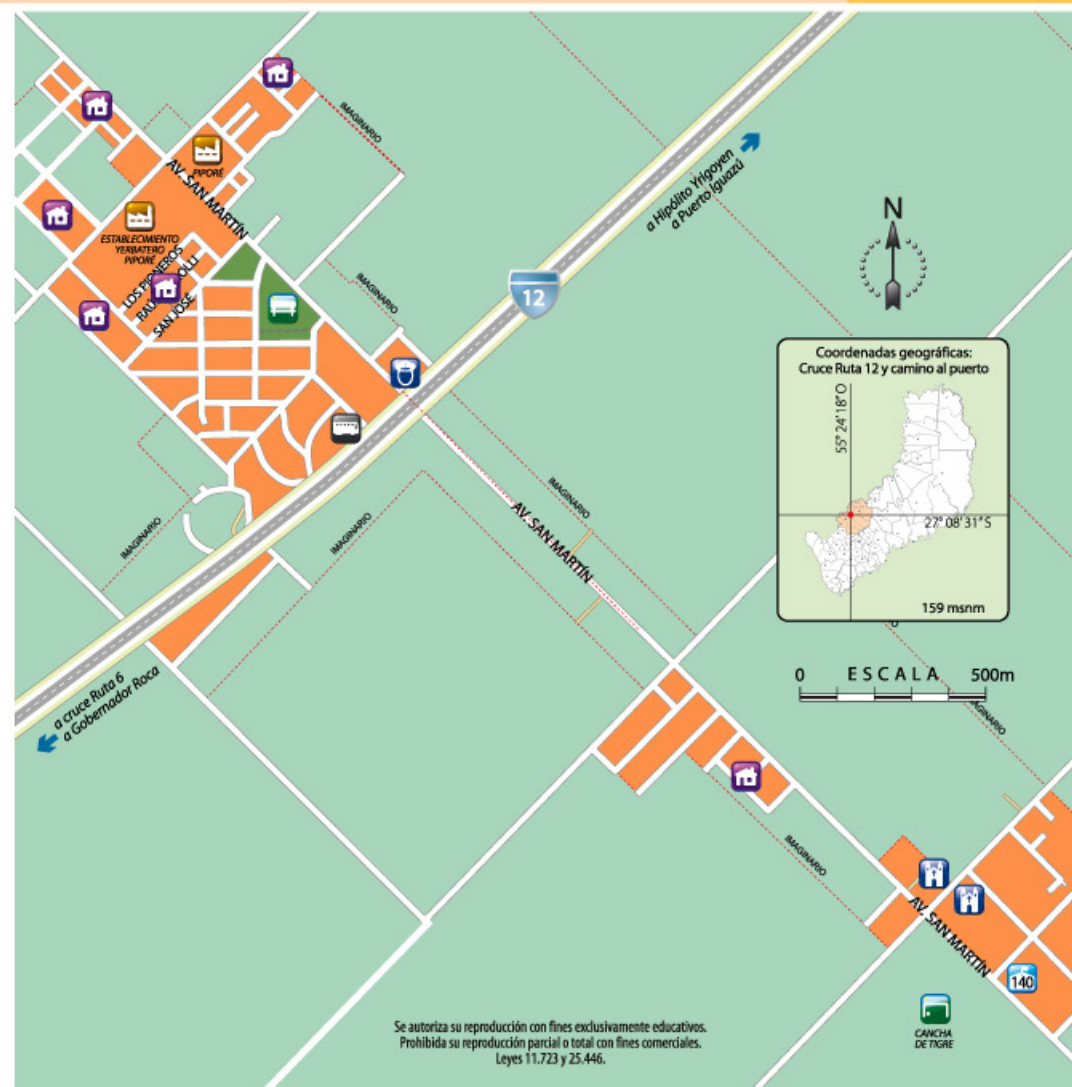 IMAGINARIO
PIPORÉ
AV. SAN MARTÍN
a Hipólito Yrigoyen
a Puerto Iguazú
N
ESTABLECIMIENTO
YERBATERO
PIPORÉ
LOS PIONEROS
SAN JOSÉ
IMAGINARIO
12
Coordenadas geográficas:
Cruce Ruta 12 y camino al puerto
55° 24' 18" O
27° 08' 31" S
159 msnm
IMAGINARIO
IMAGINARIO
IMAGINARIO
AV. SAN MARTÍN
0 ESCALA 500m
a cruce Ruta 6
a Gobernador Roca
IMAGINARIO
AV. SAN MARTÍN
140
CANCHA
DE TIGRE
Se autoriza su reproducción con fines exclusivamente educativos.
Prohibida su reproducción parcial o total con fines comerciales.
Leyes 11.723 y 25.446.